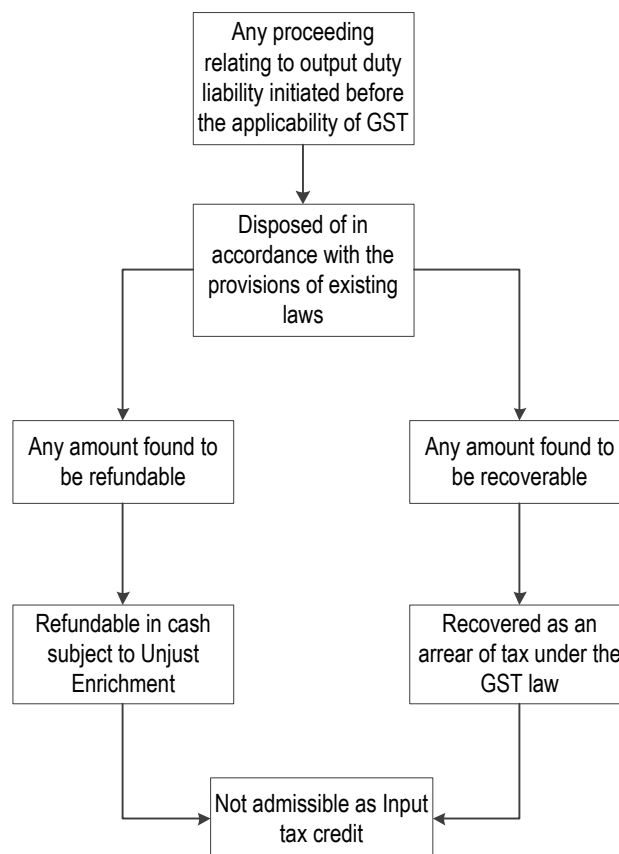 Any proceeding
relating to output duty
liability initiated before
the applicability of GST
Disposed of in
accordance with the
provisions of existing
laws
Any amount found to
be refundable
Any amount found to
be recoverable
Refundable in cash
subject to Unjust
Enrichment
Recovered as an
arrear of tax under the
GST law
Not admissible as Input
tax credit